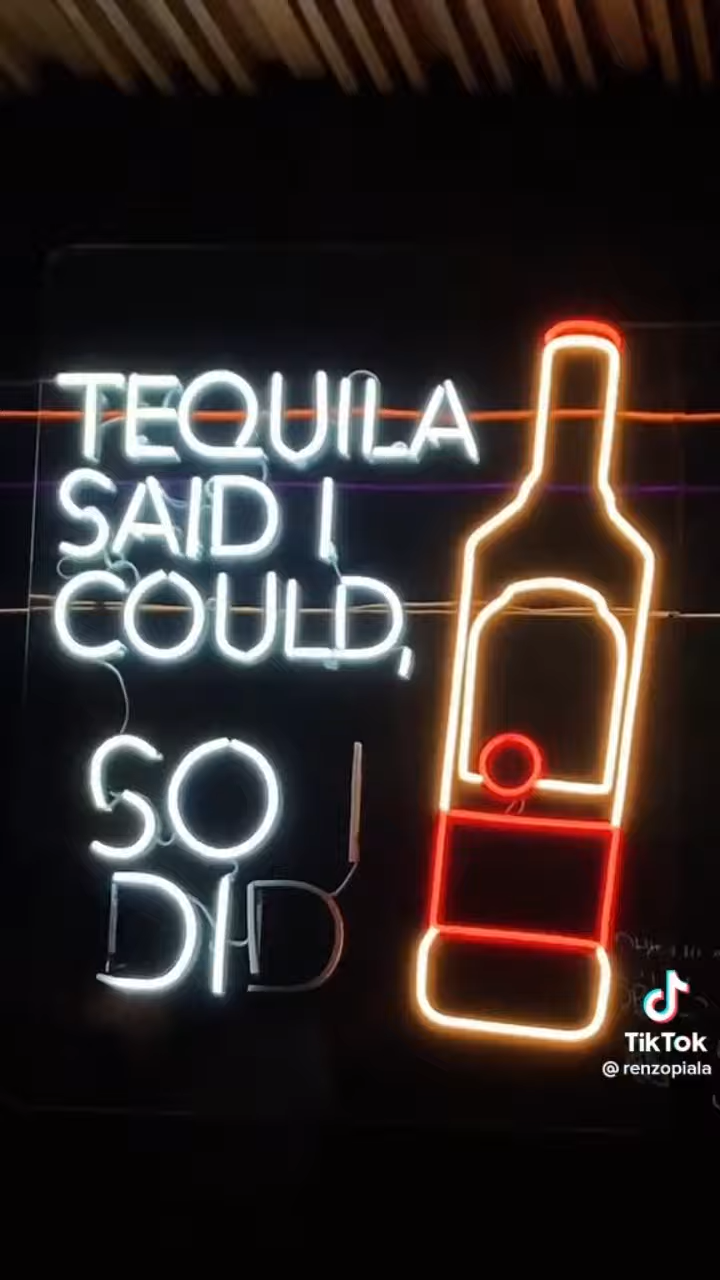 TEQUILA
SAID I
COULD,
SO I
DID
TikTok
@ renzopiala